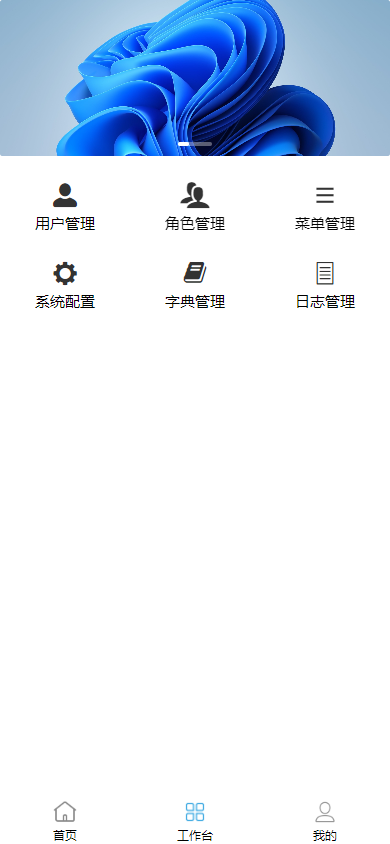 用户管理
角色管理
菜单管理
系统配置
字典管理
日志管理
首页
工作台
我的